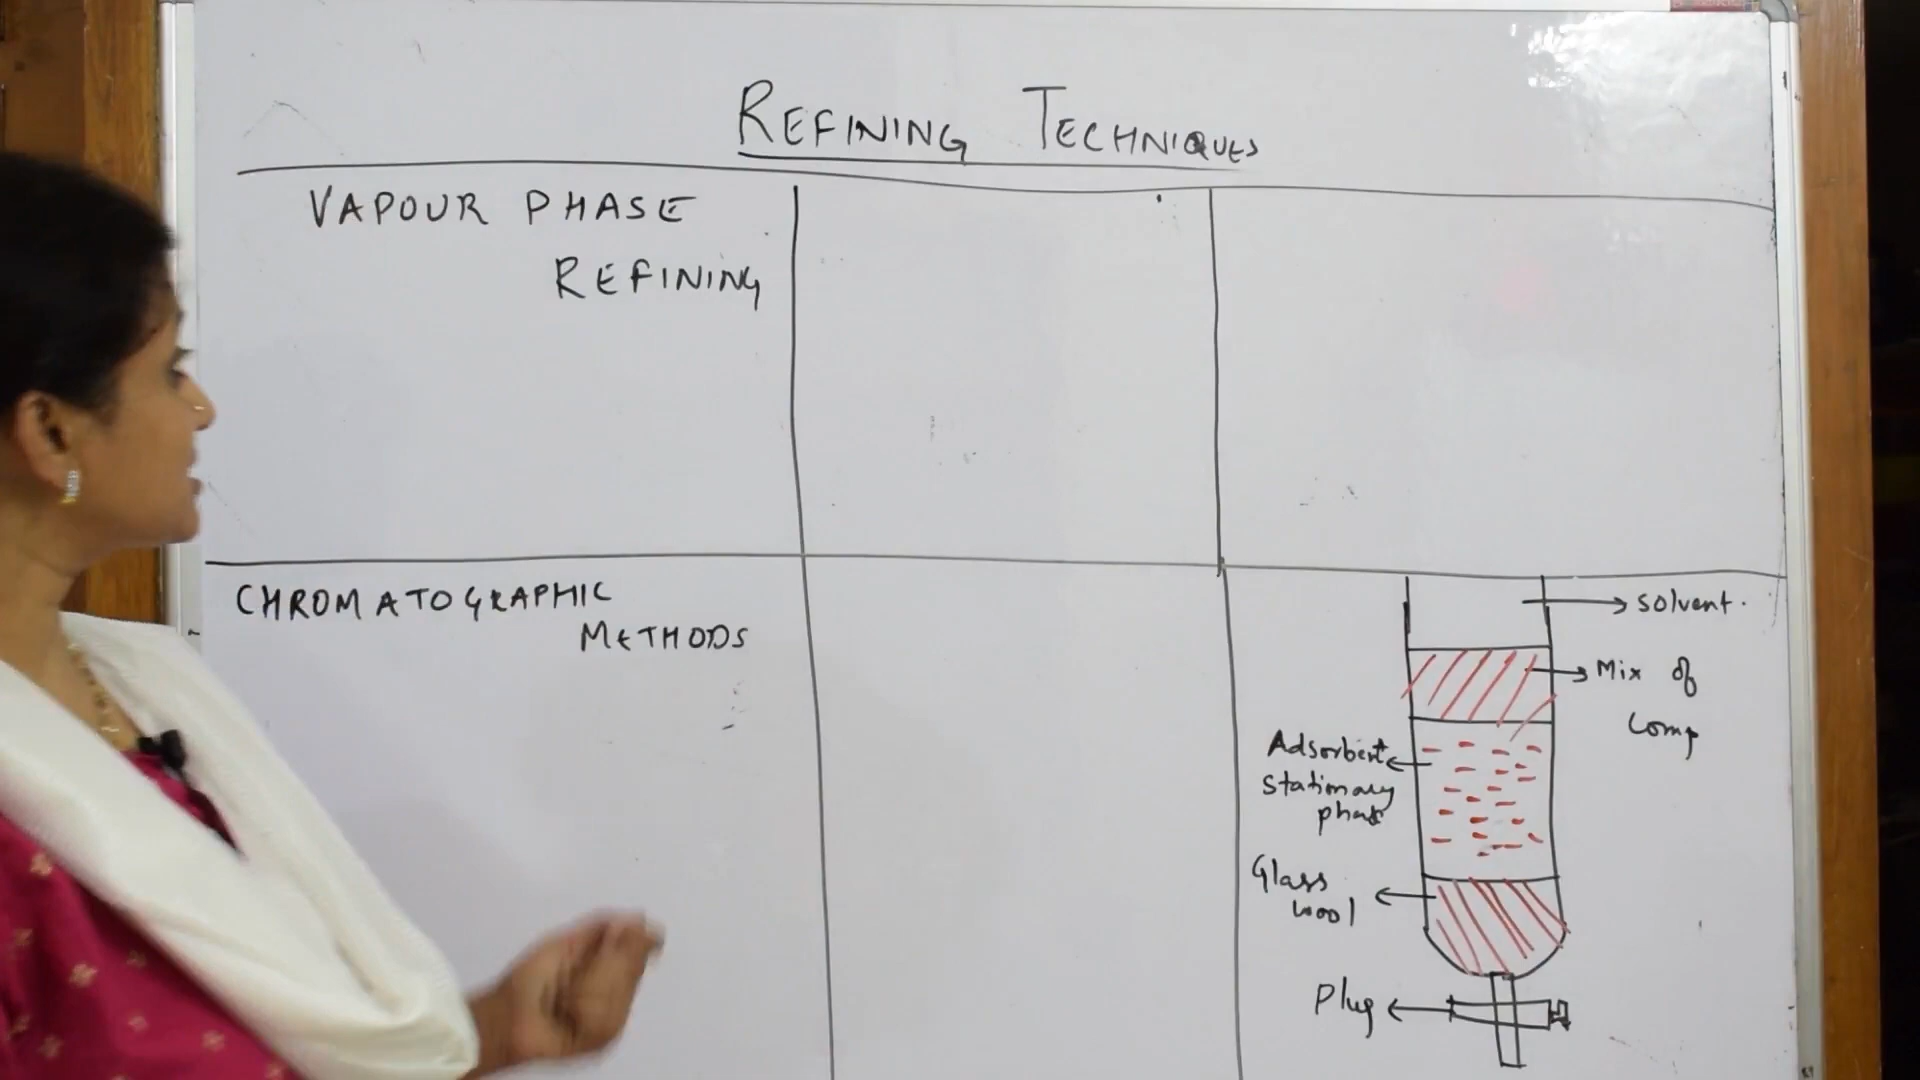 REFINING TECHNIQUES
VAPOUR PHASE
REFINING
CHROMATOGRAPHIC
METHODS
solvent.
Mix of
Comp
Adsorbent
stationary
phase
Glass
wool
Plug